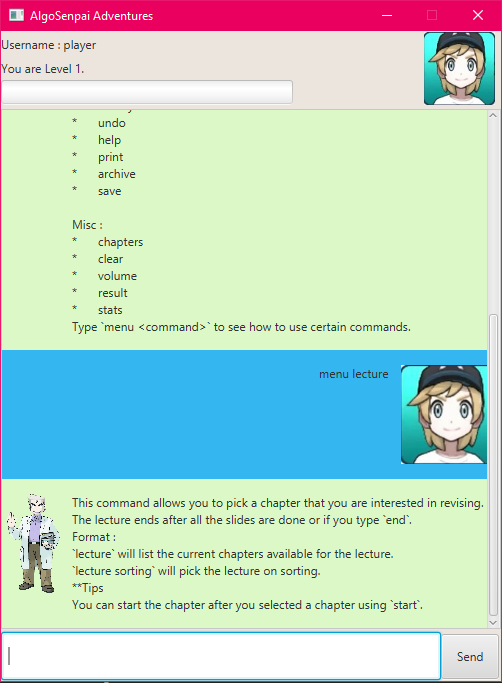 AlgoSenpai Adventures
Username : player
You are Level 1.
* undo
* help
* print
* archive
* save
Misc :
* chapters
* clear
* volume
* result
* stats
Type `menu <command>` to see how to use certain commands.
menu lecture
This command allows you to pick a chapter that you are interested in revising.
The lecture ends after all the slides are done or if you type `end`.
Format :
`lecture` will list the current chapters available for the lecture.
`lecture sorting` will pick the lecture on sorting.
**Tips
You can start the chapter after you selected a chapter using `start`.
Send